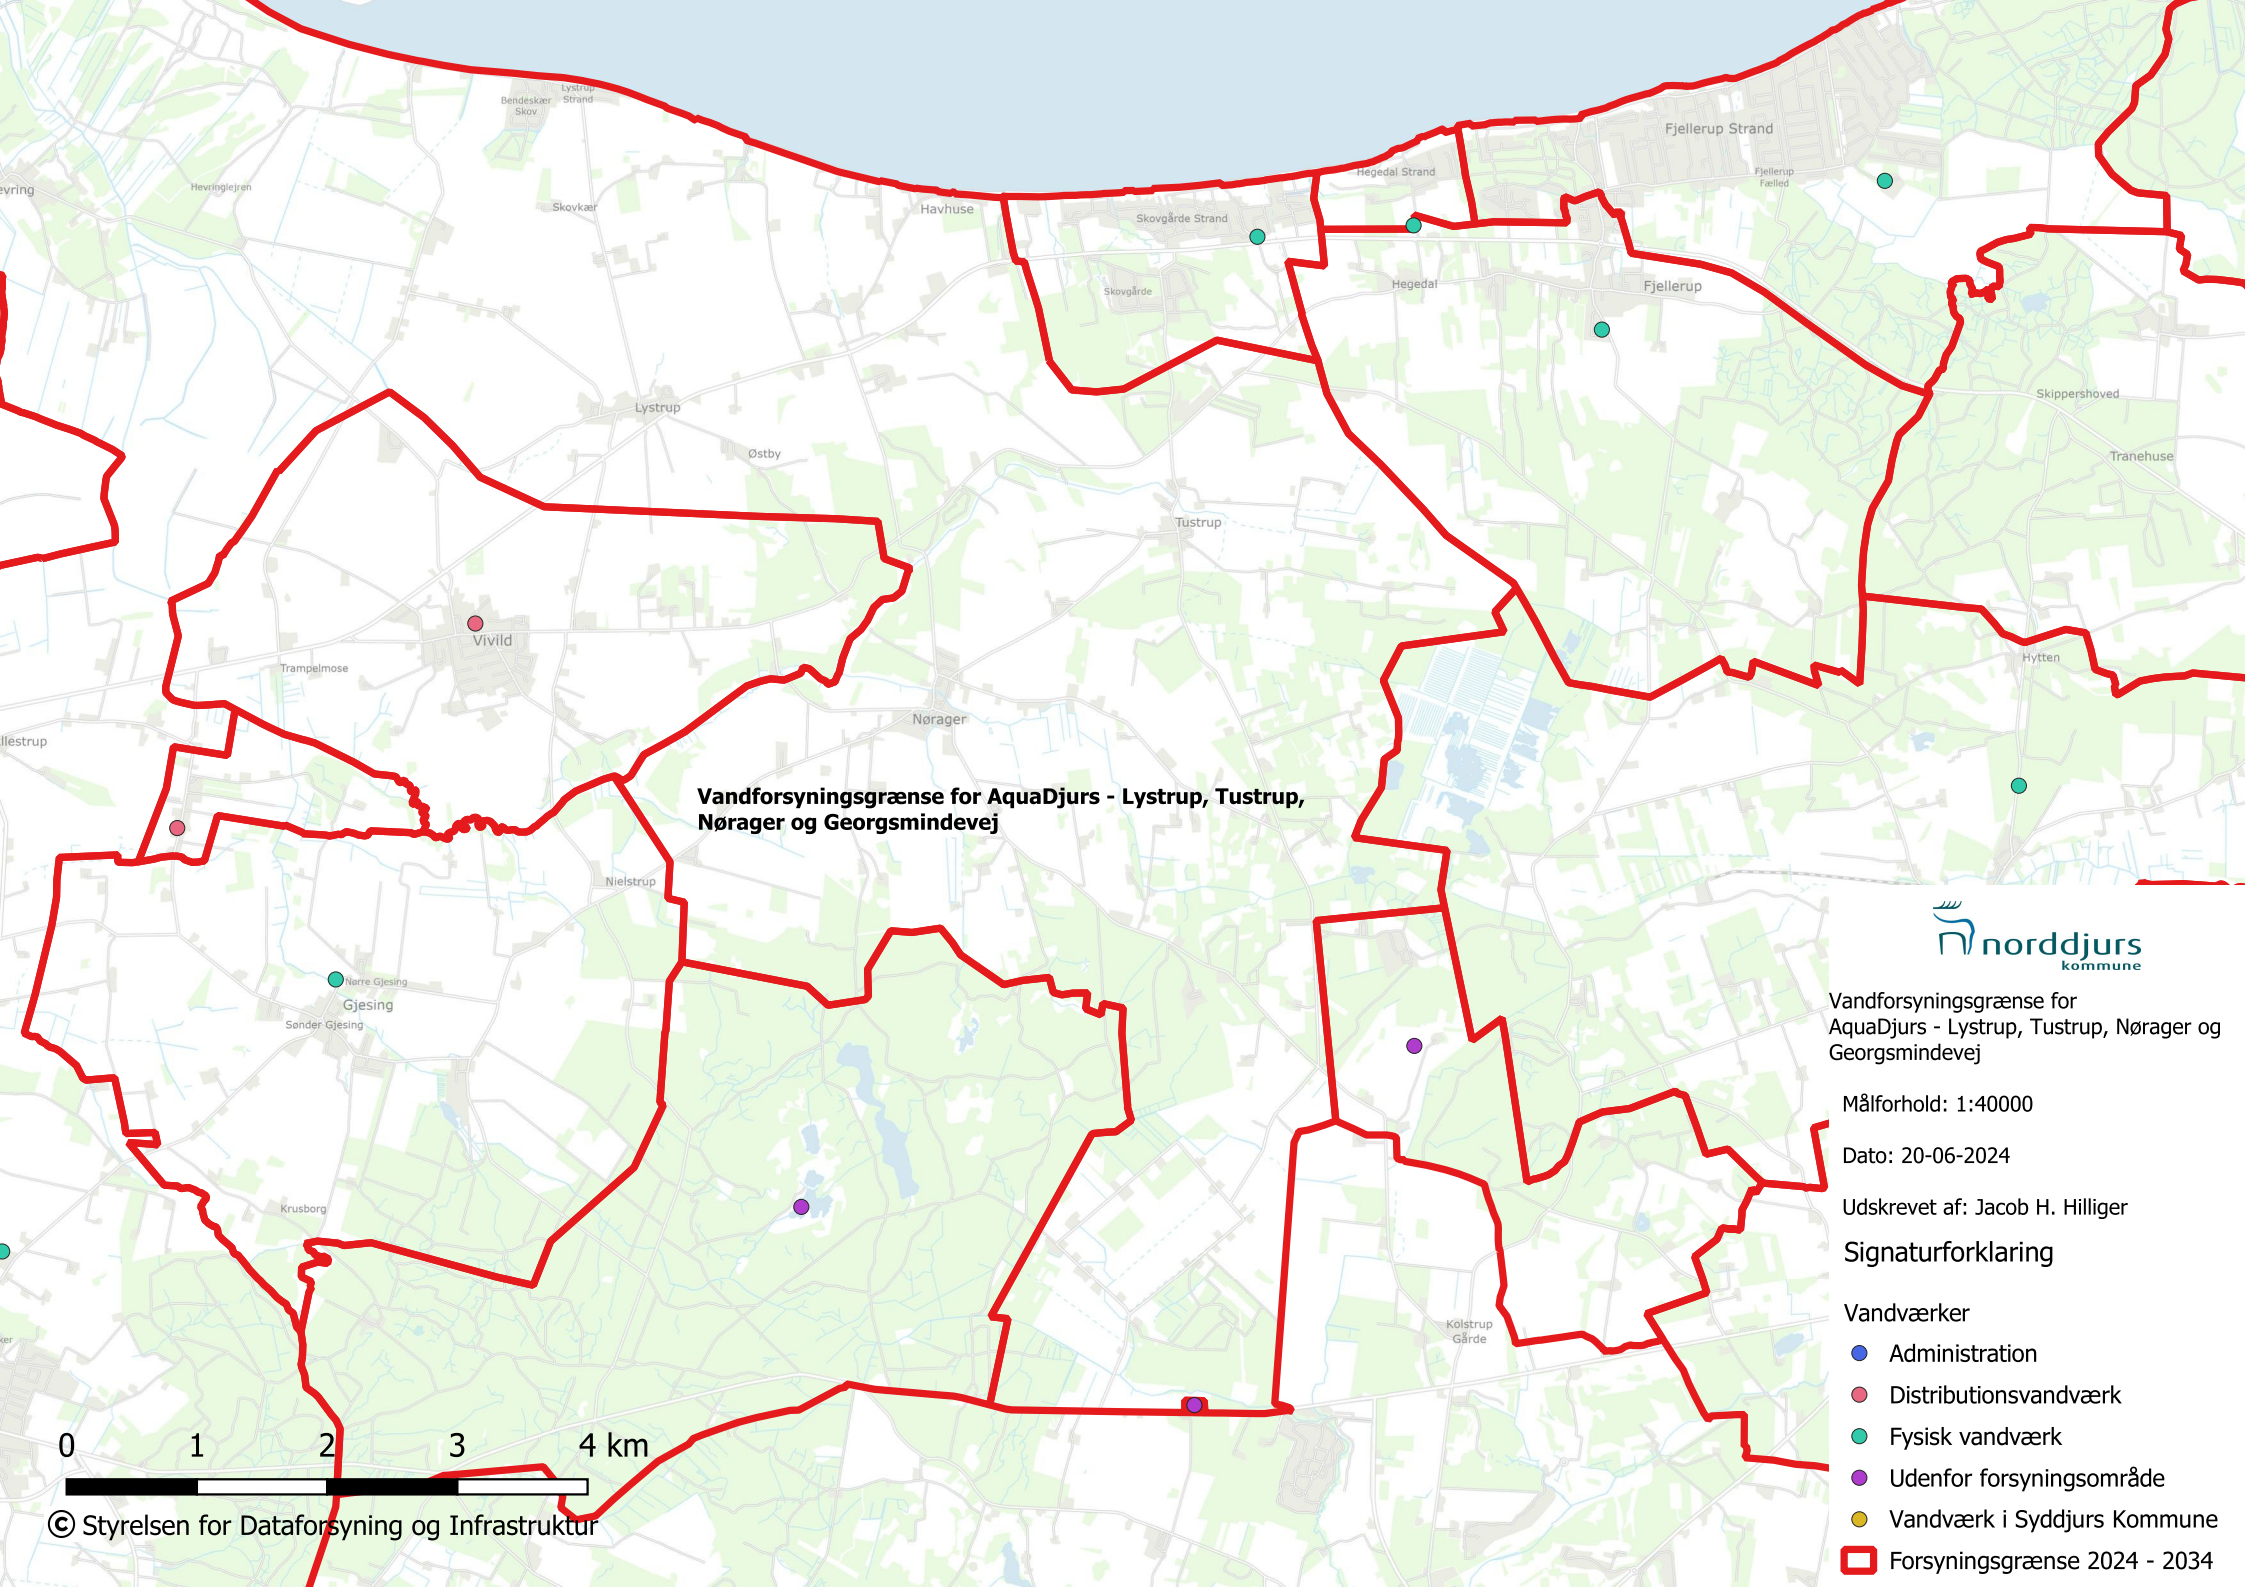 Lystrup
Strand
Bendeskær
Skov
Fjellerup Strand
Hegedal Strand
Fjellerup
Fælled
evring
Hevringlejren
Skovkær
Havhuse
Skovgårde Strand
Skovgårde
Hegedal
Fjellerup
Skippershoved
Lystrup
Østby
Tranehuse
Tustrup
Vivild
Trampelmose
Hytten
Nørager
llestrup
Vandforsyningsgrænse for AquaDjurs - Lystrup, Tustrup,
Nørager og Georgsmindevej
Nielstrup
Nørre Gjesing
Gjesing
Sønder Gjesing
Krusborg
Kolstrup
Gårde
ker
0 1 2 3 4 km
© Styrelsen for Dataforsyning og Infrastruktur
norddjurs
kommune
Vandforsyningsgrænse for
AquaDjurs - Lystrup, Tustrup, Nørager og
Georgsmindevej
Målforhold: 1:40000
Dato: 20-06-2024
Udskrevet af: Jacob H. Hilliger
Signaturforklaring
Vandværker
Administration
Distributionsvandværk
Fysisk vandværk
Udenfor forsyningsområde
Vandværk i Syddjurs Kommune
Forsyningsgrænse 2024 - 2034